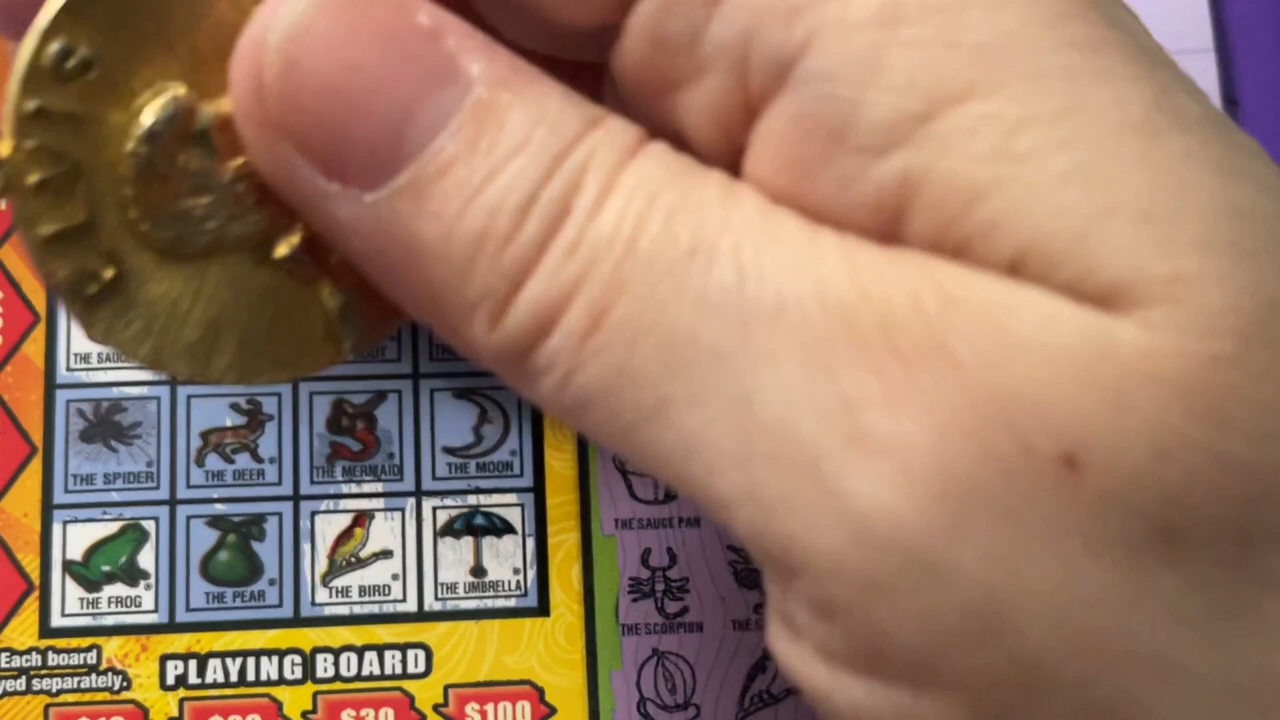 THE SPIDER
THE DEER
THE MERMAID
THE MOON
THE FROG
THE PEAR
THE BIRD
THE UMBRELLA
THE SAUCE PAN
THE SCORPION
Each board
PLAYING BOARD
separately.
$30
$100